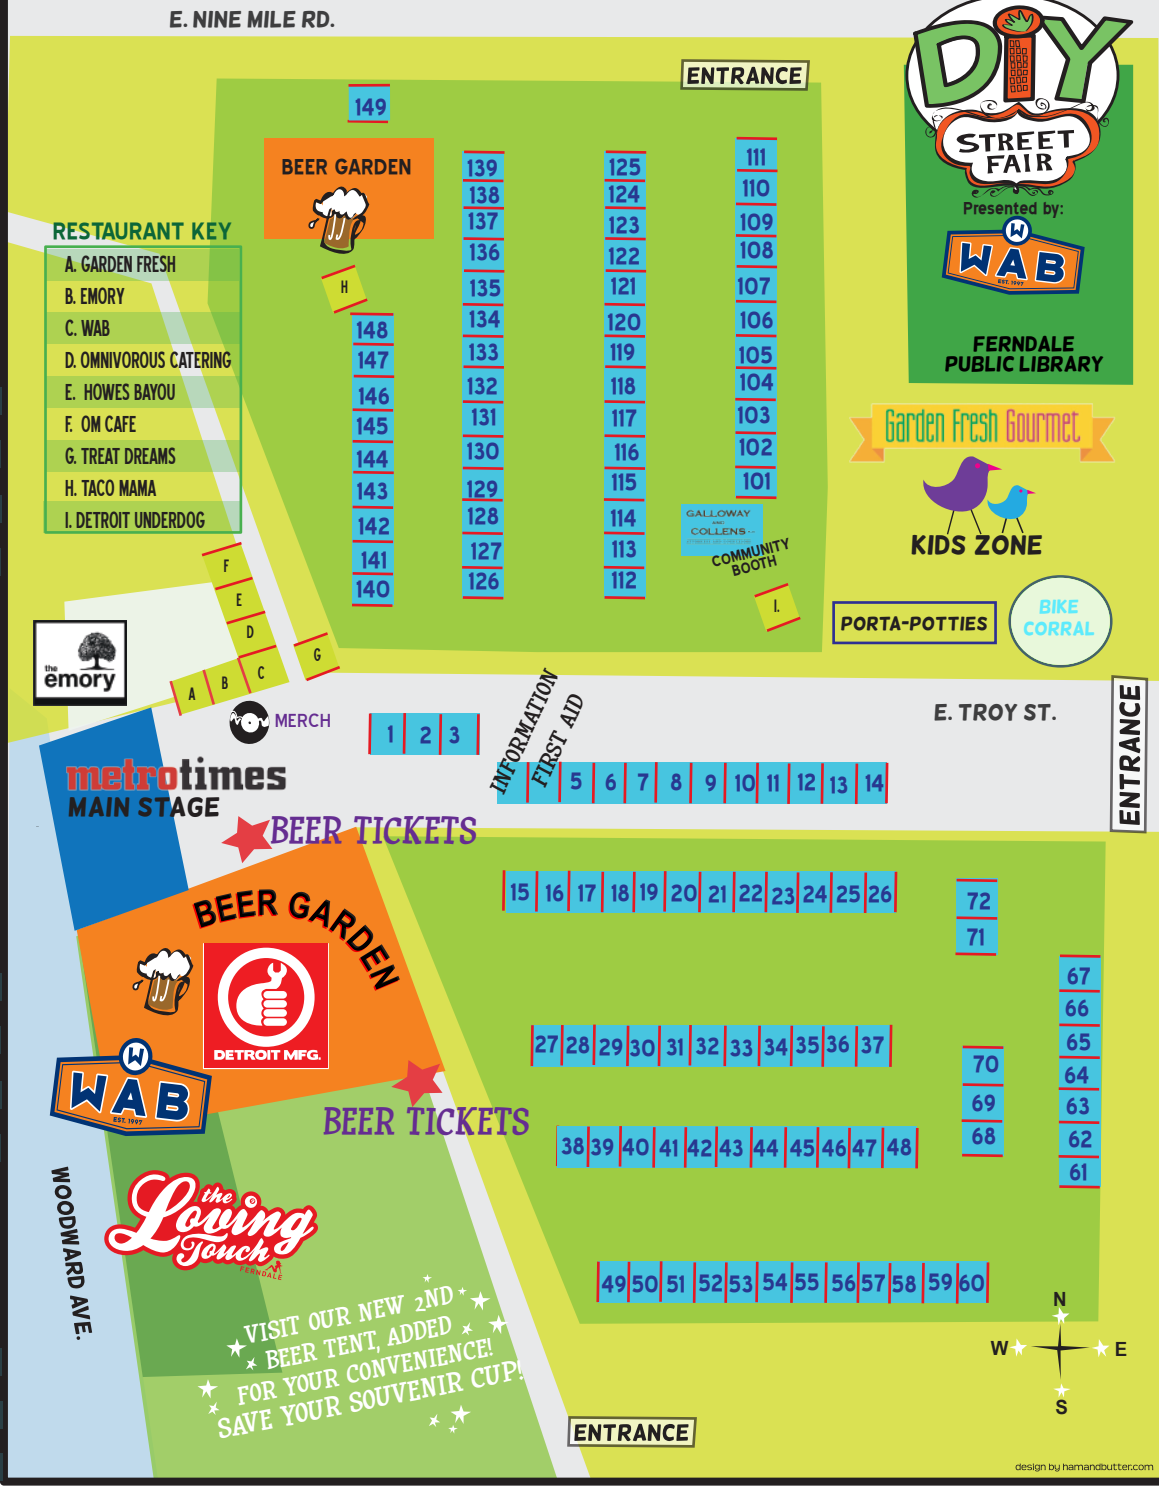 E. NINE MILE RD.
ENTRANCE
DIY
STREET
FAIR
Presented by:
W
WAB
EST. 1997
FERNDALE
PUBLIC LIBRARY
149
BEER GARDEN
H
RESTAURANT KEY
A. GARDEN FRESH
B. EMORY
C. WAB
D. OMNIVOROUS CATERING
E. HOWES BAYOU
F. OM CAFE
G. TREAT DREAMS
H. TACO MAMA
I. DETROIT UNDERDOG
148
147
146
145
144
143
142
141
140
139
138
137
136
135
134
133
132
131
130
129
128
127
126
125
124
123
122
121
120
119
118
117
116
115
114
113
112
111
110
109
108
107
106
105
104
103
102
101
GALLOWAY
AND
COLLENS
COMMUNITY
BOOTH
I.
Garden Fresh Gourmet
KIDS ZONE
PORTA-POTTIES
BIKE
CORRAL
F
E
D
A B C
G
the
emory
MERCH
1 2 3
INFORMATION
FIRST AID
5 6 7 8 9 10 11 12 13 14
E. TROY ST.
ENTRANCE
metrotimes
MAIN STAGE
BEER TICKETS
BEER GARDEN
DETROIT MFG.
W
WAB
EST. 1997
BEER TICKETS
15 16 17 18 19 20 21 22 23 24 25 26
72
71
67
66
65
64
63
62
61
27 28 29 30 31 32 33 34 35 36 37
70
69
68
38 39 40 41 42 43 44 45 46 47 48
49 50 51 52 53 54 55 56 57 58 59 60
WOODWARD AVE.
the
Loving
Touch
FERNDALE
VISIT OUR NEW 2ND
BEER TENT, ADDED
FOR YOUR CONVENIENCE!
SAVE YOUR SOUVENIR CUP!
ENTRANCE
N
W E
S
design by hamandbutter.com